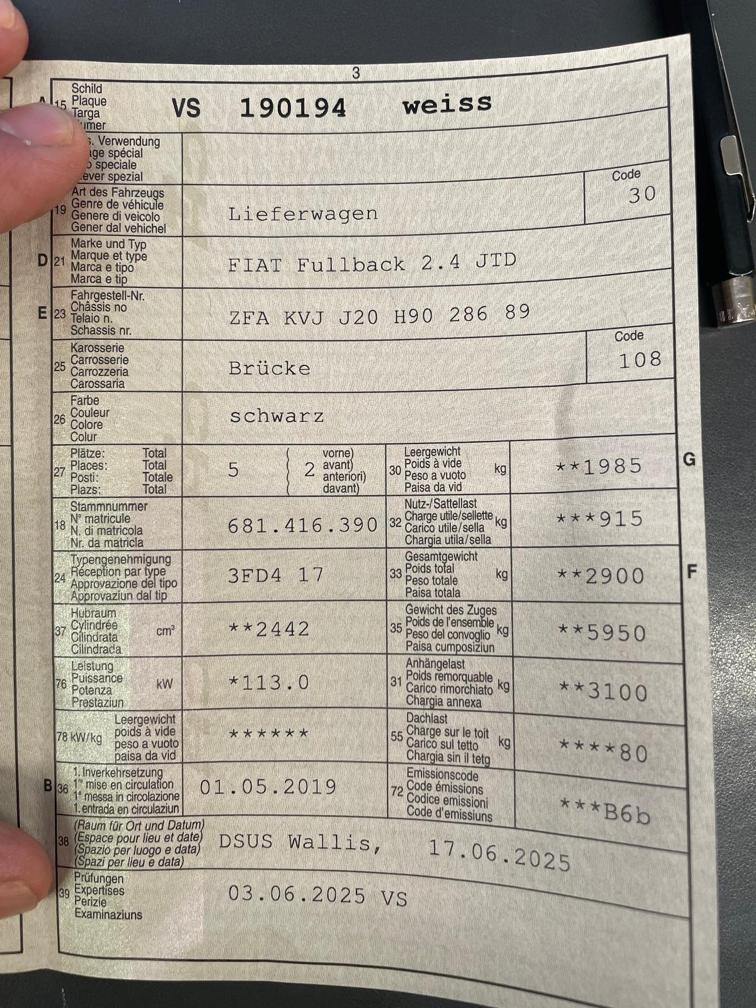 3
A 15 Schild
Plaque
Targa
VS 190194 weiss
Verwendung
spécial
speciale
spezial
19 Art des Fahrzeugs
Genre de véhicule
Genere di veicolo
Gener dal vehichel
Lieferwagen
Code
30
D 21 Marke und Typ
Marque et type
Marca e tipo
Marca e tip
FIAT Fullback 2.4 JTD
E 23 Fahrgestell-Nr.
Châssis no
Telaio n.
Schassis nr.
ZFA KVJ J20 H90 286 89
25 Karosserie
Carrosserie
Carrozzeria
Carossaria
Brücke
Code
108
26 Farbe
Couleur
Colore
Colur
schwarz
27 Plätze: Total
Places: Total
Posti: Totale
Plazs: Total
5 ( 2 vorne)
avant)
anteriori)
davant)
30 Leergewicht
Poids à vide
Peso a vuoto
Paisa da vid
kg
**1985
G
18 Stammnummer
N° matricule
N. di matricola
Nr. da matricla
681.416.390
32 Nutz-/Sattellast
Charge utile/sellette
Carico utile/sella
Chargia utila/sella
kg
***915
24 Typengenehmigung
Réception par type
Approvazione del tipo
Approvaziun dal tip
3FD4 17
33 Gesamtgewicht
Poids total
Peso totale
Paisa totala
kg
**2900
F
37 Hubraum
Cylindrée
Cilindrata
Cilindrada
cm³
**2442
35 Gewicht des Zuges
Poids de l'ensemble
Peso del convoglio
Paisa cumposiziun
kg
**5950
76 Leistung
Puissance
Potenza
Prestaziun
kW
*113.0
31 Anhängelast
Poids remorquable
Carico rimorchiato
Chargia annexa
kg
**3100
78 kW/kg Leergewicht
poids à vide
peso a vuoto
paisa da vid
******
55 Dachlast
Charge sur le toit
Carico sul tetto
Chargia sin il tetg
kg
****80
B 36 1. Inverkehrsetzung
1re mise en circulation
1a messa in circolazione
1. entrada en circulaziun
01.05.2019
72 Emissionscode
Code émissions
Codice emissioni
Code d'emissiuns
***B6b
38 (Raum für Ort und Datum)
(Espace pour lieu et date)
(Spazio per luogo e data)
(Spazi per lieu e data)
DSUS Wallis, 17.06.2025
39 Prüfungen
Expertises
Perizie
Examinaziuns
03.06.2025 VS